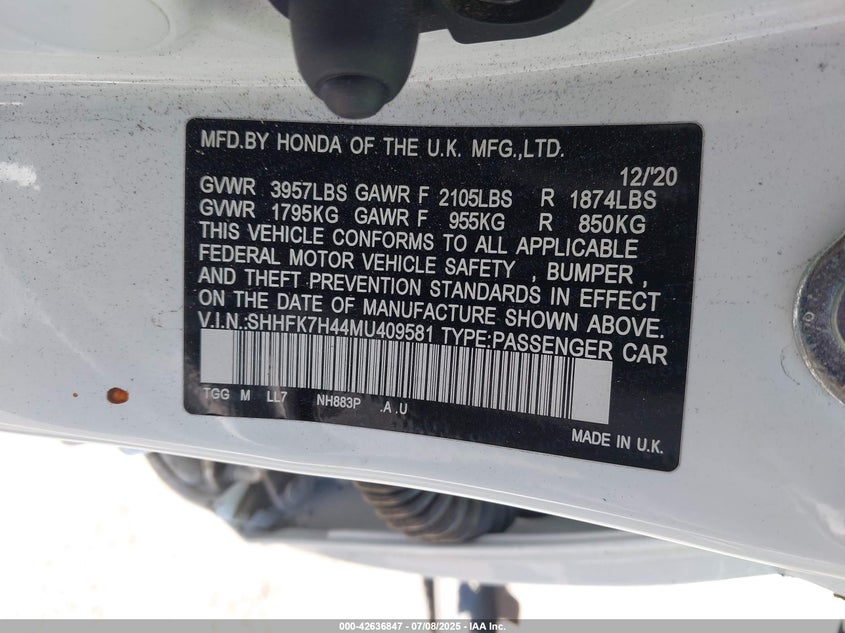 MFD.BY HONDA OF THE U.K. MFG.,LTD.
12/'20
GVWR 3957LBS GAWR F 2105LBS R 1874LBS
GVWR 1795KG GAWR F 955KG R 850KG
THIS VEHICLE CONFORMS TO ALL APPLICABLE
FEDERAL MOTOR VEHICLE SAFETY , BUMPER ,
AND THEFT PREVENTION STANDARDS IN EFFECT
ON THE DATE OF MANUFACTURE SHOWN ABOVE.
V.I.N.:SHHFK7H44MU409581 TYPE:PASSENGER CAR
TGG M LL7 NH883P .A .U
MADE IN U.K.
000-42636847 / 07/08/2025 - IAA Inc.